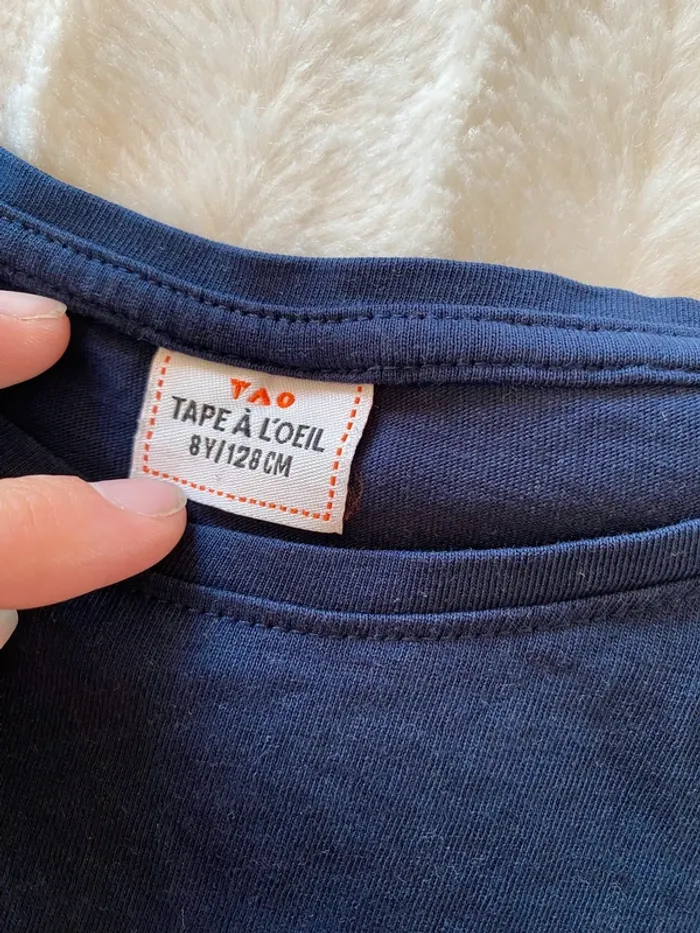 TAO
TAPE À L'OEIL
8Y/128CM